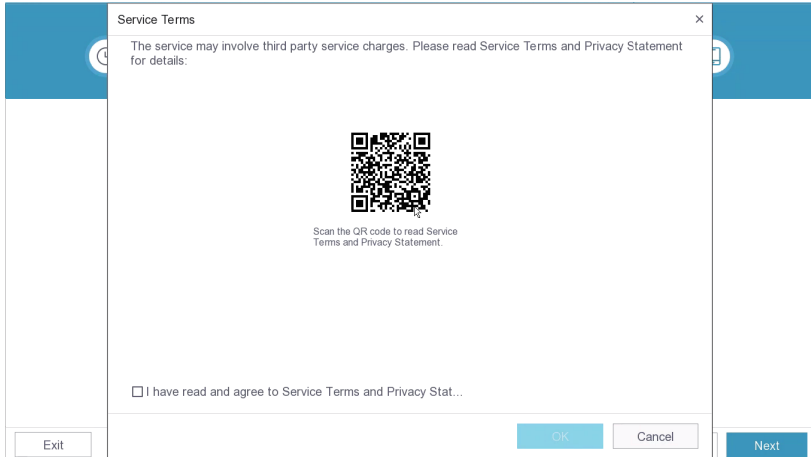 Service Terms
The service may involve third party service charges. Please read Service Terms and Privacy Statement
for details:
Scan the QR code to read Service
Terms and Privacy Statement.
I have read and agree to Service Terms and Privacy Stat...
OK
Cancel
Exit
Next